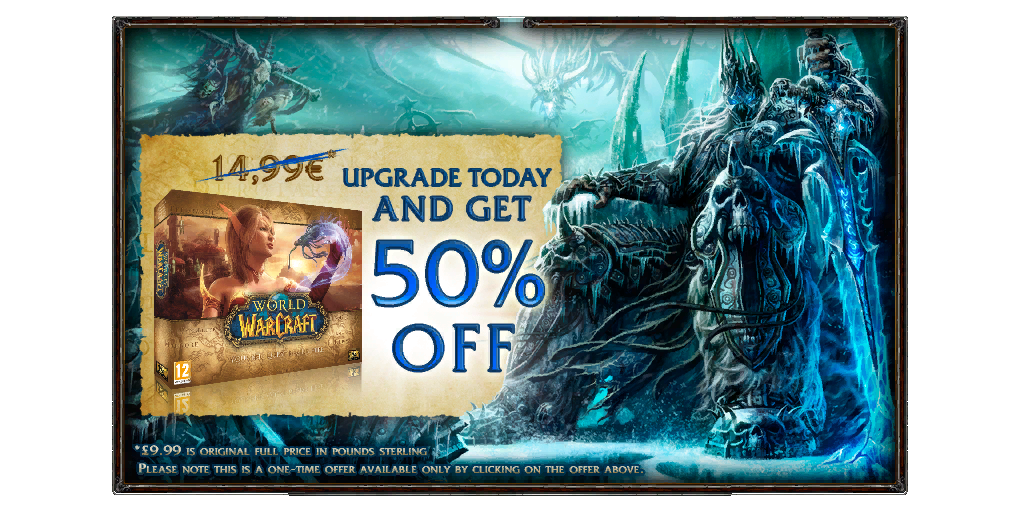 14,99€*
UPGRADE TODAY
AND GET
50%
OFF
WORLD
WARCRAFT
12
*£9.99 IS ORIGINAL FULL PRICE IN POUNDS STERLING
PLEASE NOTE THIS IS A ONE-TIME OFFER AVAILABLE ONLY BY CLICKING ON THE OFFER ABOVE.